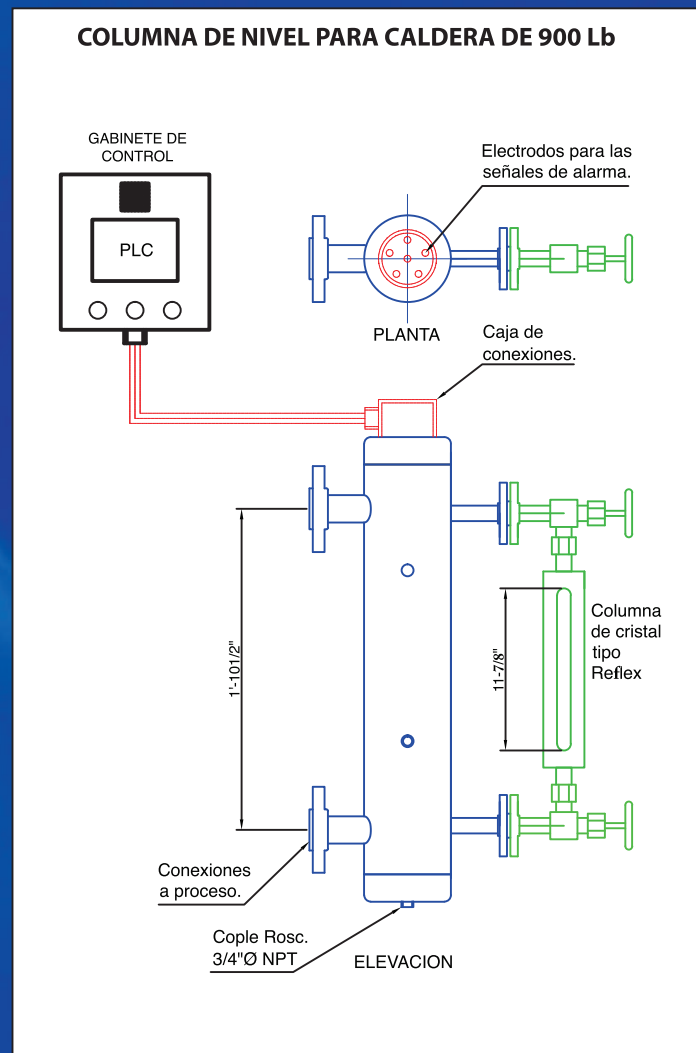 COLUMNA DE NIVEL PARA CALDERA DE 900 Lb
GABINETE DE
CONTROL
PLC
Electrodos para las
señales de alarma.
PLANTA
Caja de
conexiones.
1'-101/2"
11-7/8"
Columna
de cristal
tipo
Reflex
Conexiones
a proceso.
Cople Rosc.
3/4"Ø NPT
ELEVACION